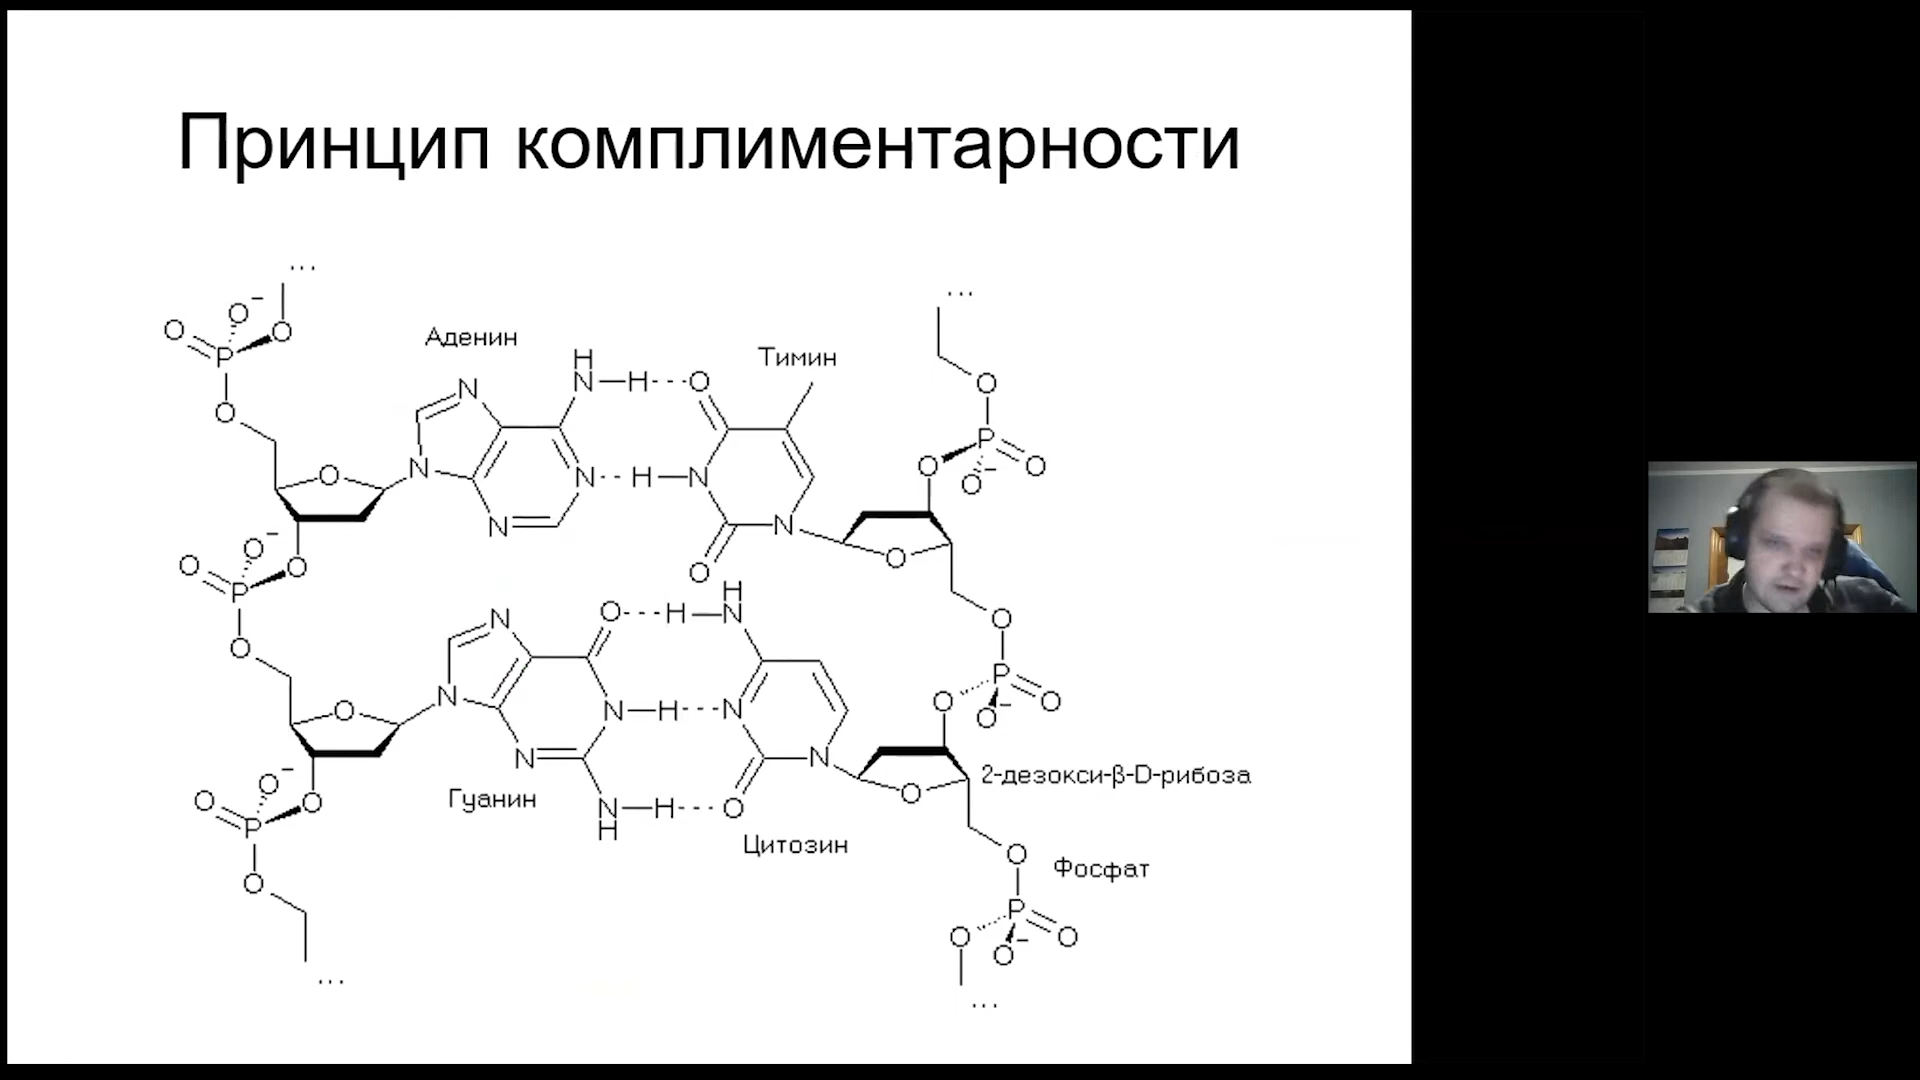 Принцип комплиментарности
...
...
O
O⁻
O
P
O
Аденин
N
H
N—H---O
Тимин
O
P
O
O
O⁻
N
N---H—N
O
N
N
O
O
O⁻
P
O
O
O
O---H—N
H
N
O
P
O
O
O⁻
N
N—H---N
O
N
N
2-дезокси-β-D-рибоза
O
O
O⁻
P
O
Гуанин
N—H---O
H
Цитозин
O
O
Фосфат
P
O
O
O⁻
...
...